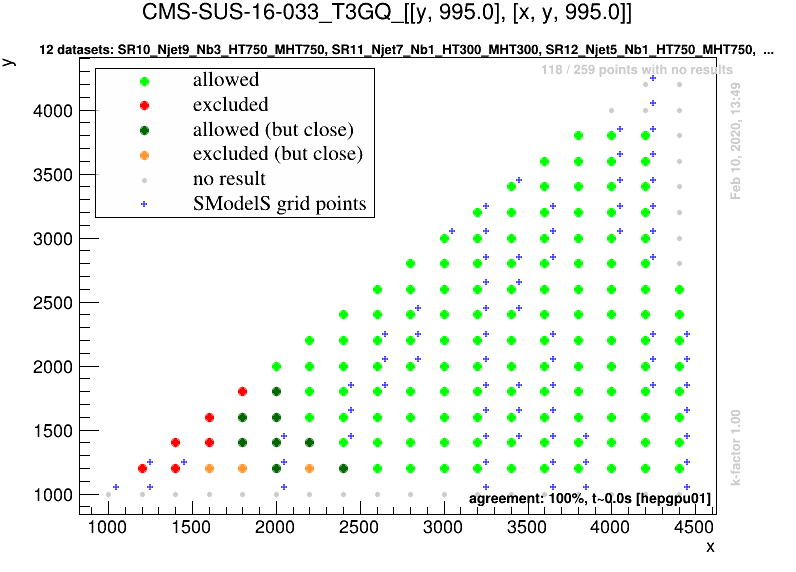 CMS-SUS-16-033_T3GQ_[[y, 995.0], [x, y, 995.0]]
12 datasets: SR10_Njet9_Nb3_HT750_MHT750, SR11_Njet7_Nb1_HT300_MHT300, SR12_Njet5_Nb1_HT750_MHT750, ...
y
118 / 259 points with no results
allowed
excluded
allowed (but close)
excluded (but close)
no result
SModelS grid points
Feb 10, 2020, 13:49
k-factor 1.00
4000
3500
3000
2500
2000
1500
1000
agreement: 100%, t~0.0s [hepgpu01]
1000 1500 2000 2500 3000 3500 4000 4500
x